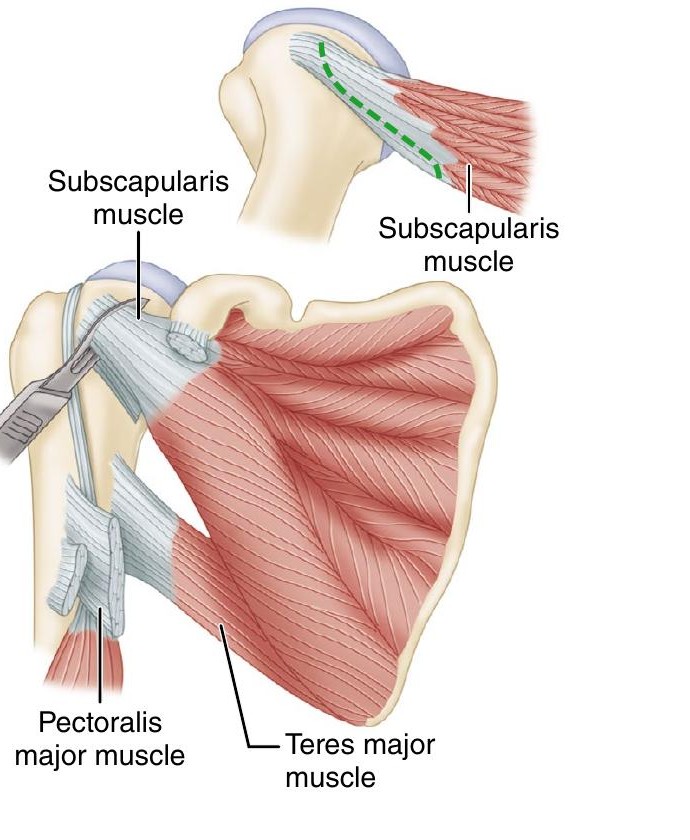 Subscapularis
muscle
Subscapularis
muscle
Pectoralis
major muscle
Teres major
muscle